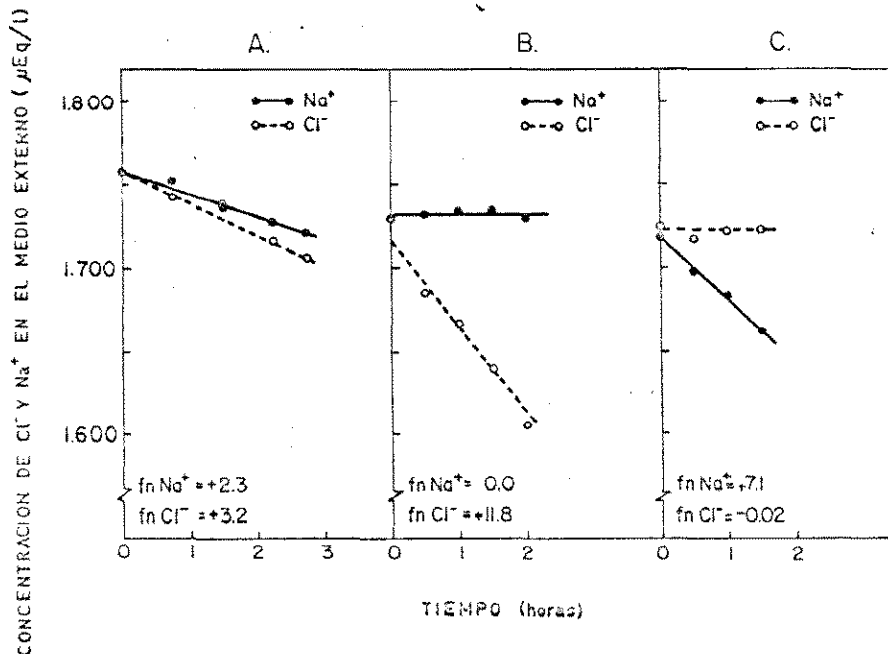 CONCENTRACION DE Cl⁻ Y Na⁺ EN EL MEDIO EXTERNO (µEq/l)
A.
B.
C.
Na⁺
Cl⁻
Na⁺
Cl⁻
Na⁺
Cl⁻
1.800
1.700
1.600
fn Na⁺ = +2.3
fn Cl⁻ = +3.2
fn Na⁺ = 0.0
fn Cl⁻ = +11.8
fn Na⁺ = +7.1
fn Cl⁻ = -0.02
0 1 2 3
0 1 2
0 1 2
TIEMPO (horas)